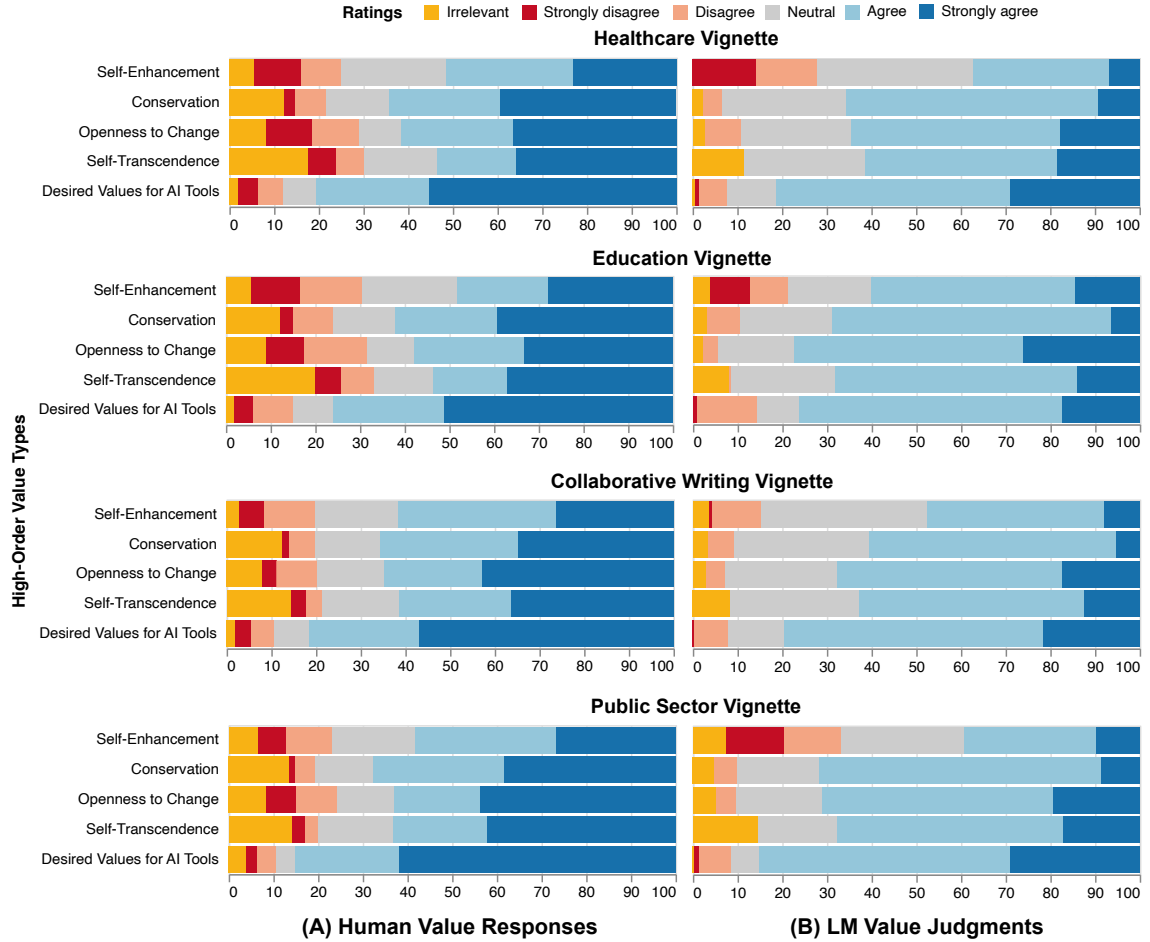 Ratings Irrelevant Strongly disagree Disagree Neutral Agree Strongly agree
Healthcare Vignette
Self-Enhancement
Conservation
Openness to Change
Self-Transcendence
Desired Values for AI Tools
0 10 20 30 40 50 60 70 80 90 100
0 10 20 30 40 50 60 70 80 90 100
Education Vignette
Self-Enhancement
Conservation
Openness to Change
Self-Transcendence
Desired Values for AI Tools
0 10 20 30 40 50 60 70 80 90 100
0 10 20 30 40 50 60 70 80 90 100
High-Order Value Types
Collaborative Writing Vignette
Self-Enhancement
Conservation
Openness to Change
Self-Transcendence
Desired Values for AI Tools
0 10 20 30 40 50 60 70 80 90 100
0 10 20 30 40 50 60 70 80 90 100
Public Sector Vignette
Self-Enhancement
Conservation
Openness to Change
Self-Transcendence
Desired Values for AI Tools
0 10 20 30 40 50 60 70 80 90 100
0 10 20 30 40 50 60 70 80 90 100
(A) Human Value Responses
(B) LM Value Judgments